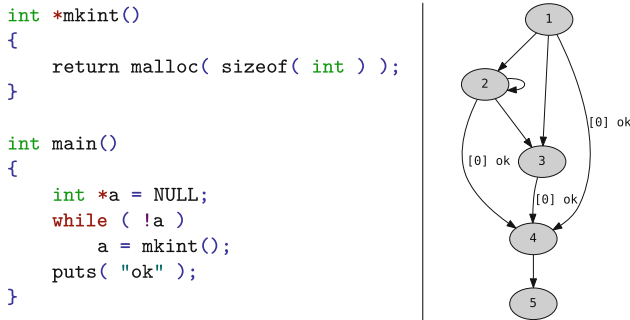 int *mkint()
{
    return malloc( sizeof( int ) );
}

int main()
{
    int *a = NULL;
    while ( !a )
        a = mkint();
    puts( "ok" );
}
1
2
[0] ok
[0] ok
3
[0] ok
4
5